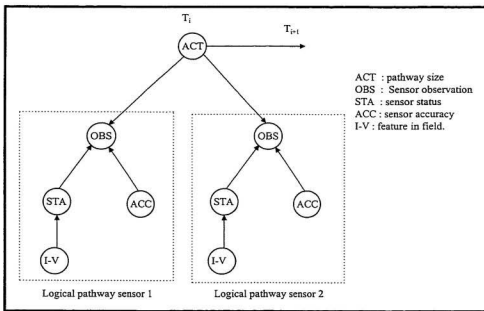 T i
T i+1
ACT
ACT : pathway size
OBS : Sensor observation
STA : sensor status
ACC : sensor accuracy
I-V : feature in field.
OBS
OBS
STA
ACC
STA
ACC
I-V
I-V
Logical pathway sensor 1
Logical pathway sensor 2